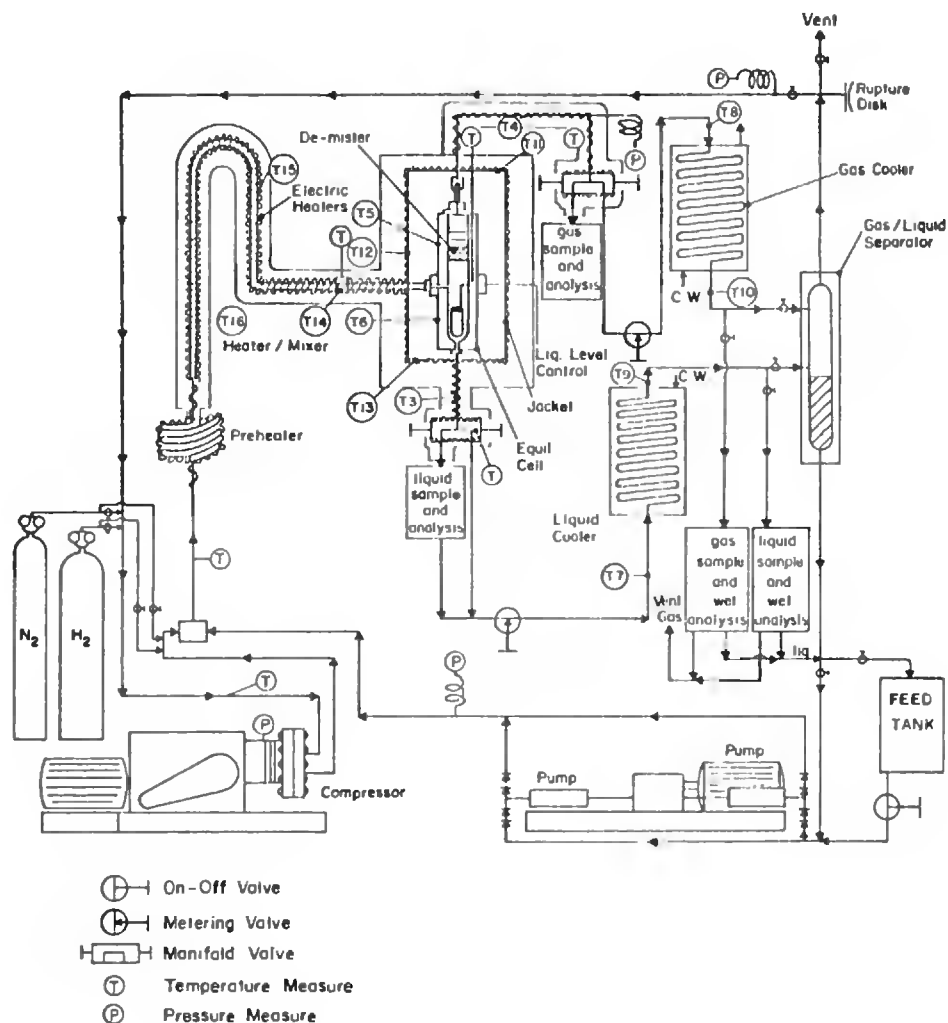 Vent
P
Rupture
Disk
T8
T4
De-mister
T
T11
T
P
T15
Electric
Heaters
Gas Cooler
T5
T
T12
gas
sample
and
analysis
Gas/Liquid
Separator
C W
T10
T6
T16
T14
Heater / Mixer
Liq. Level
Control
T9
C W
T13
T3
Jacket
Preheater
T
Equil
Cell
liquid
sample
and
analysis
Liquid
Cooler
gas
sample
and wet
analysis
liquid
sample
and wet
analysis
T
T7
Vent
Gas
N2
H2
liq
P
T
FEED
TANK
P
Pump
Pump
Compressor
On-Off Valve
Metering Valve
Manifold Valve
T Temperature Measure
P Pressure Measure